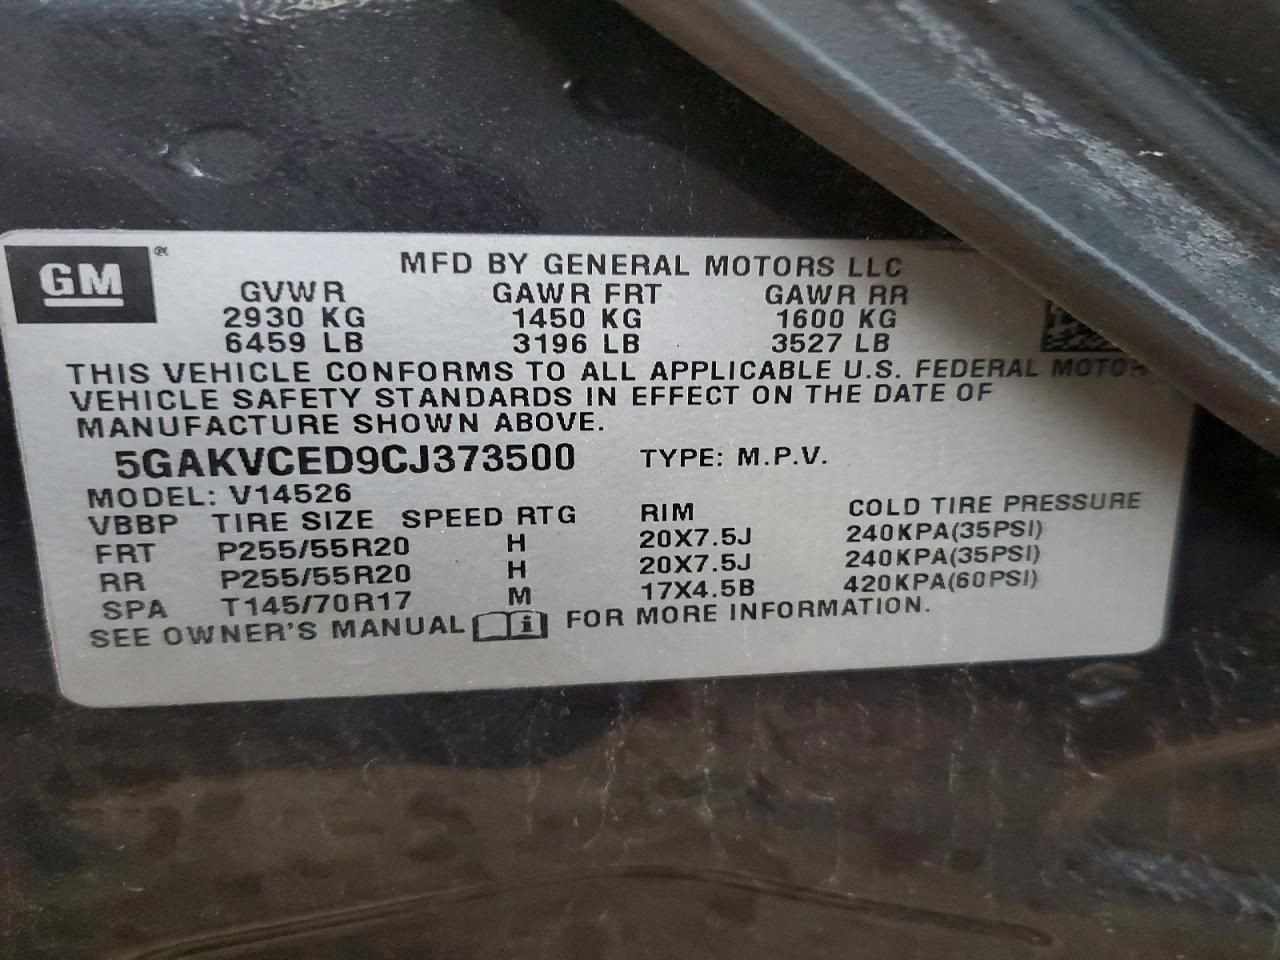 GM
MFD BY GENERAL MOTORS LLC
GVWR GAWR FRT GAWR RR
2930 KG 1450 KG 1600 KG
6459 LB 3196 LB 3527 LB
THIS VEHICLE CONFORMS TO ALL APPLICABLE U.S. FEDERAL MOTOR
VEHICLE SAFETY STANDARDS IN EFFECT ON THE DATE OF
MANUFACTURE SHOWN ABOVE.
5GAKVCED9CJ373500 TYPE: M.P.V.
MODEL: V14526
VBBP TIRE SIZE SPEED RTG RIM COLD TIRE PRESSURE
FRT P255/55R20 H 20X7.5J 240KPA(35PSI)
RR P255/55R20 H 20X7.5J 240KPA(35PSI)
SPA T145/70R17 M 17X4.5B 420KPA(60PSI)
SEE OWNER'S MANUAL i FOR MORE INFORMATION.